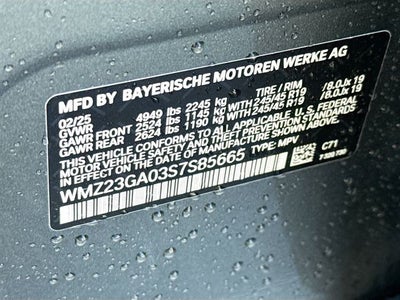 MFD BY BAYERISCHE MOTOREN WERKE AG
02/25 TIRE / RIM
GVWR 4949 lbs 2245 kg
GAWR FRONT 2524 lbs 1145 kg WITH 245/45 R19 /8.0Jx 19
GAWR REAR 2624 lbs 1190 kg WITH 245/45 R19 /8.0Jx 19
THIS VEHICLE CONFORMS TO ALL APPLICABLE U.S. FEDERAL
MOTOR VEHICLE SAFETY AND THEFT PREVENTION STANDARDS
IN EFFECT ON THE DATE OF MANUFACTURE SHOWN ABOVE.
WMZ23GA03S7S85665 TYPE: MPV
C71